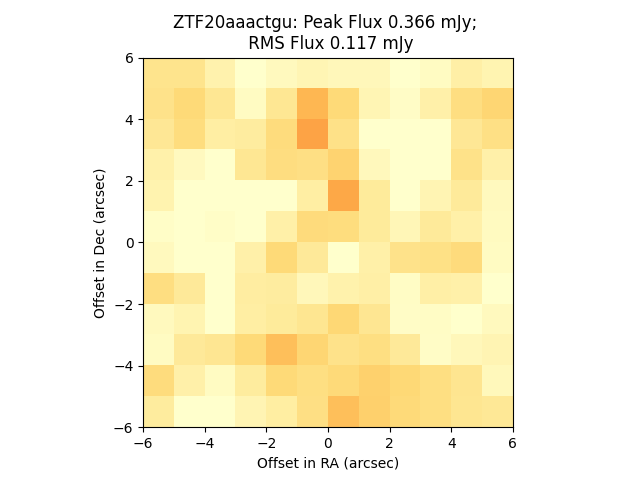 ZTF20aaactgu: Peak Flux 0.366 mJy;
RMS Flux 0.117 mJy
6
4
2
0
−2
−4
−6
Offset in Dec (arcsec)
−6 −4 −2 0 2 4 6
Offset in RA (arcsec)